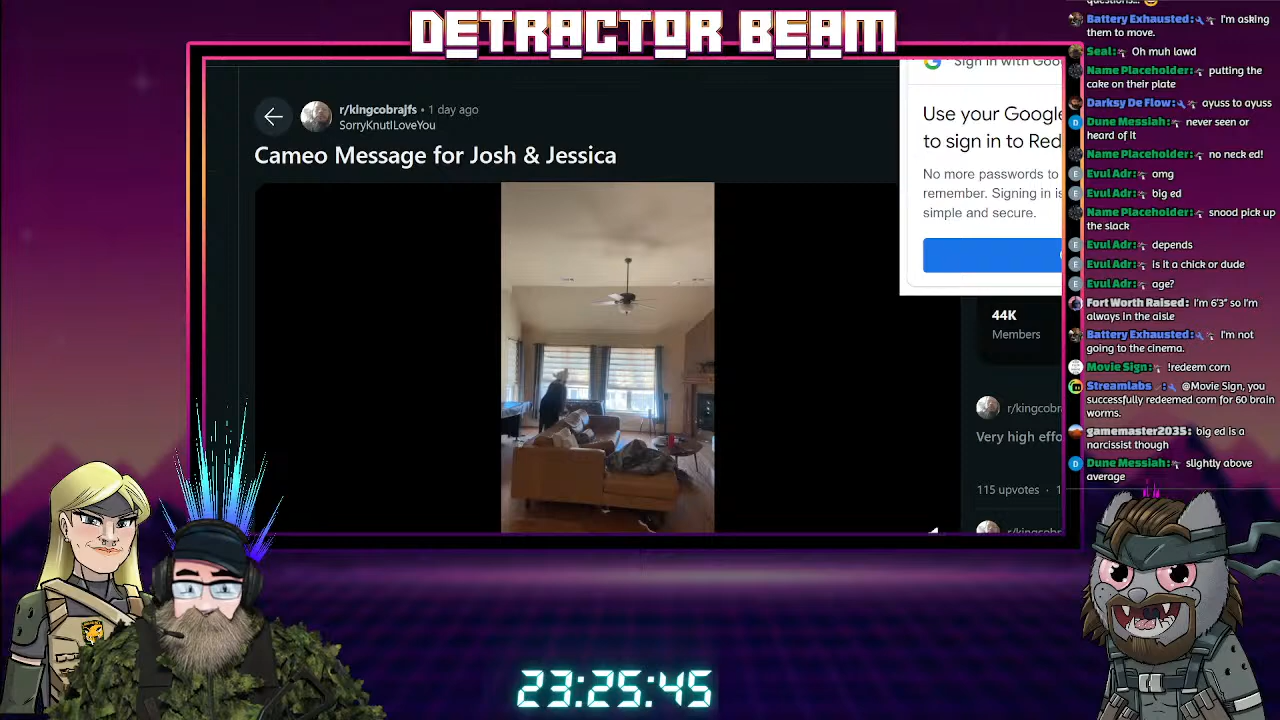 DETRACTOR BEAM
r/kingcobrajfs • 1 day ago
SorryKnutILoveYou
Cameo Message for Josh & Jessica
Sign in with Goo
Use your Google
to sign in to Red
No more passwords to
remember. Signing in is
simple and secure.
44K
Members
r/kingcobra
Very high effo
115 upvotes ·
r/kingcobra
23:25:45
questions...
Battery Exhausted: I'm asking
them to move.
Seal: Oh muh lawd
Name Placeholder: putting the
cake on their plate
Darksy De Flow: ayuss to ayuss
Dune Messiah: never seen or
heard of it
Name Placeholder: no neck ed!
Evul Adr: omg
Evul Adr: big ed
Name Placeholder: snood pick up
the slack
Evul Adr: depends
Evul Adr: is it a chick or dude
Evul Adr: age?
Fort Worth Raised: I'm 6'3" so I'm
always in the aisle
Battery Exhausted: I'm not
going to the cinema.
Movie Sign: !redeem corn
Streamlabs : @Movie Sign, you
successfully redeemed corn for 60 brain
worms.
gamemaster2035: big ed is a
narcissist though
Dune Messiah: slightly above
average